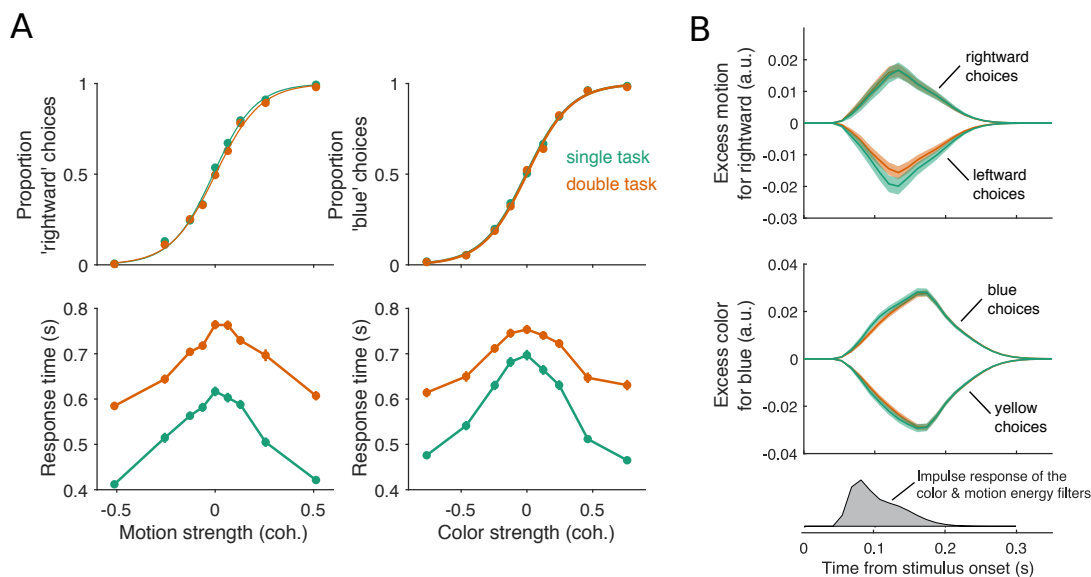 A
Proportion
'rightward' choices
1
0.5
0
Proportion
'blue' choices
1
0.5
0
single task
double task
Response time (s)
0.8
0.7
0.6
0.5
0.4
-0.5
0
0.5
Motion strength (coh.)
Response time (s)
0.8
0.7
0.6
0.5
0.4
-0.5
0
0.5
Color strength (coh.)
B
Excess motion
for rightward (a.u.)
0.02
0.01
0
-0.01
-0.02
-0.03
rightward
choices
leftward
choices
Excess color
for blue (a.u.)
0.04
0.02
0
-0.02
-0.04
blue
choices
yellow
choices
Impulse response of the
color & motion energy filters
0
0.1
0.2
0.3
Time from stimulus onset (s)